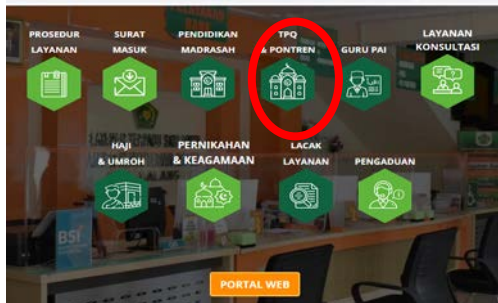 PROSEDUR
LAYANAN
SURAT
MASUK
PENDIDIKAN
MADRASAH
TPQ
& PONTREN
GURU PAI
LAYANAN
KONSULTASI
HAJI
& UMROH
PERNIKAHAN
& KEAGAMAAN
LACAK
LAYANAN
PENGADUAN
BSI
PORTAL WEB